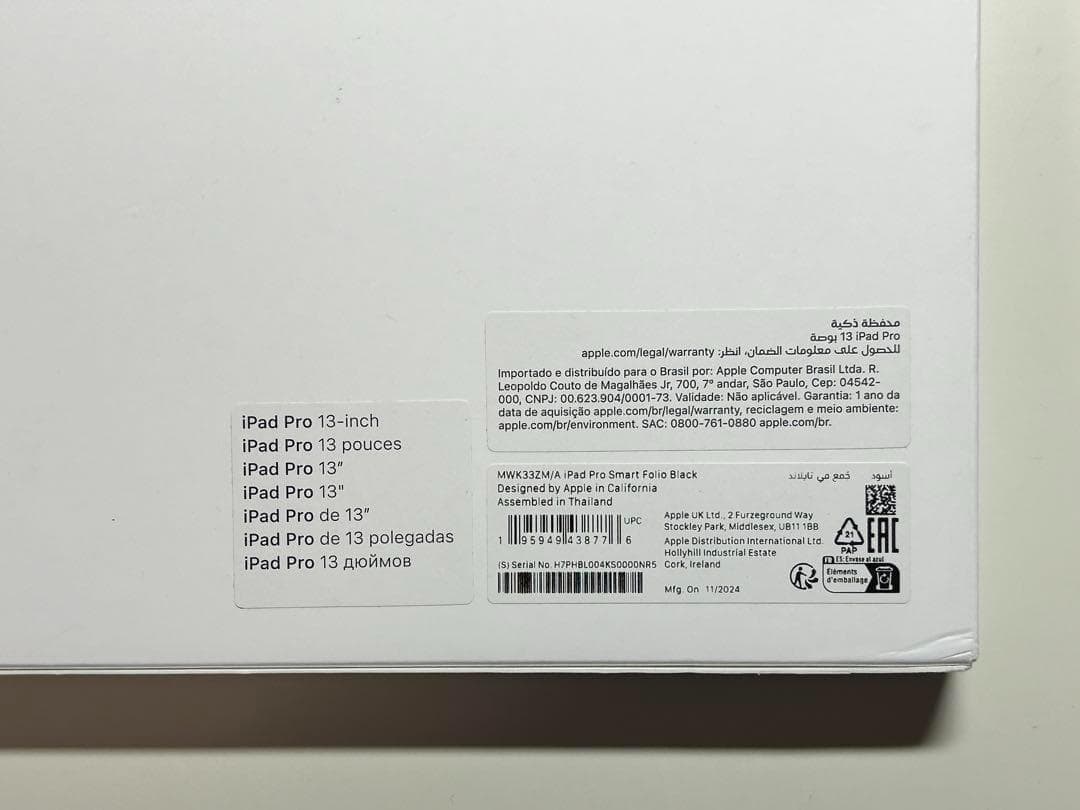 iPad Pro 13-inch
iPad Pro 13 pouces
iPad Pro 13″
iPad Pro 13"
iPad Pro de 13″
iPad Pro de 13 polegadas
iPad Pro 13 дюймов
محفظة ذكية
iPad Pro 13 بوصة
للحصول على معلومات الضمان، انظر: apple.com/legal/warranty
Importado e distribuído para o Brasil por: Apple Computer Brasil Ltda. R.
Leopoldo Couto de Magalhães Jr, 700, 7º andar, São Paulo, Cep: 04542-
000, CNPJ: 00.623.904/0001-73. Validade: Não aplicável. Garantia: 1 ano da
data de aquisição apple.com/br/legal/warranty, reciclagem e meio ambiente:
apple.com/br/environment. SAC: 0800-761-0880 apple.com/br.
MWK33ZM/A iPad Pro Smart Folio Black
جُمع في تايلاند أسود
Designed by Apple in California
Assembled in Thailand
UPC
1 95949 43877 6
(S) Serial No. H7PHBL004KS0000NR5
Apple UK Ltd., 2 Furzeground Way
Stockley Park, Middlesex, UB11 1BB
Apple Distribution International Ltd.
Hollyhill Industrial Estate
Cork, Ireland
Mfg. On 11/2024
21
PAP
EAC
FR ES: Envase al azul
Éléments
d'emballage